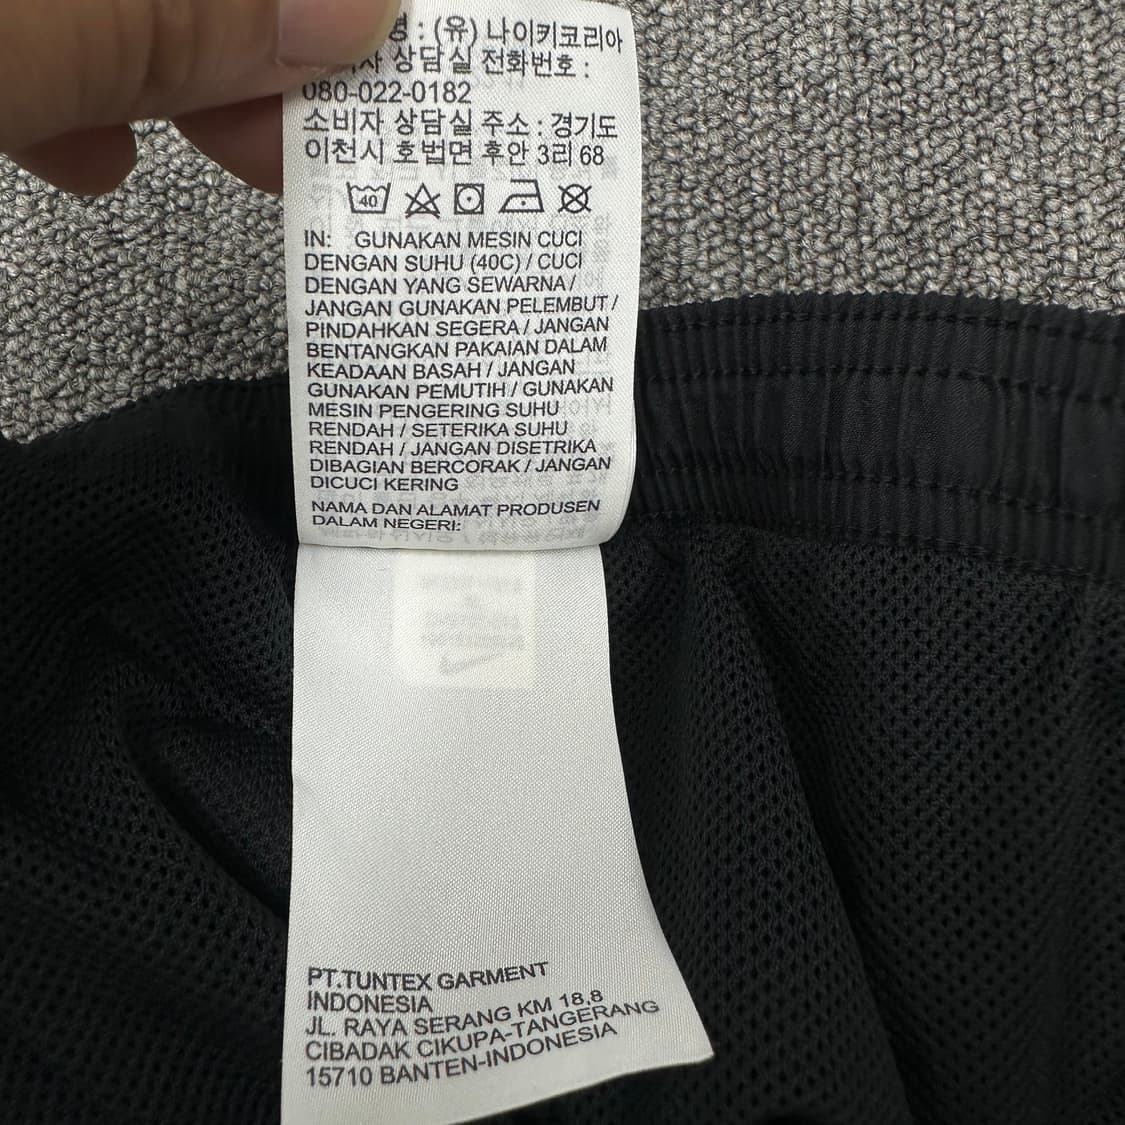 명 : (유) 나이키코리아
상담실 전화번호 :
080-022-0182
소비자 상담실 주소 : 경기도
이천시 호법면 후안 3리 68
40
IN: GUNAKAN MESIN CUCI
DENGAN SUHU (40C) / CUCI
DENGAN YANG SEWARNA /
JANGAN GUNAKAN PELEMBUT /
PINDAHKAN SEGERA / JANGAN
BENTANGKAN PAKAIAN DALAM
KEADAAN BASAH / JANGAN
GUNAKAN PEMUTIH / GUNAKAN
MESIN PENGERING SUHU
RENDAH / SETERIKA SUHU
RENDAH / JANGAN DISETRIKA
DIBAGIAN BERCORAK / JANGAN
DICUCI KERING
NAMA DAN ALAMAT PRODUSEN
DALAM NEGERI:
PT.TUNTEX GARMENT
INDONESIA
JL. RAYA SERANG KM 18,8
CIBADAK CIKUPA-TANGERANG
15710 BANTEN-INDONESIA